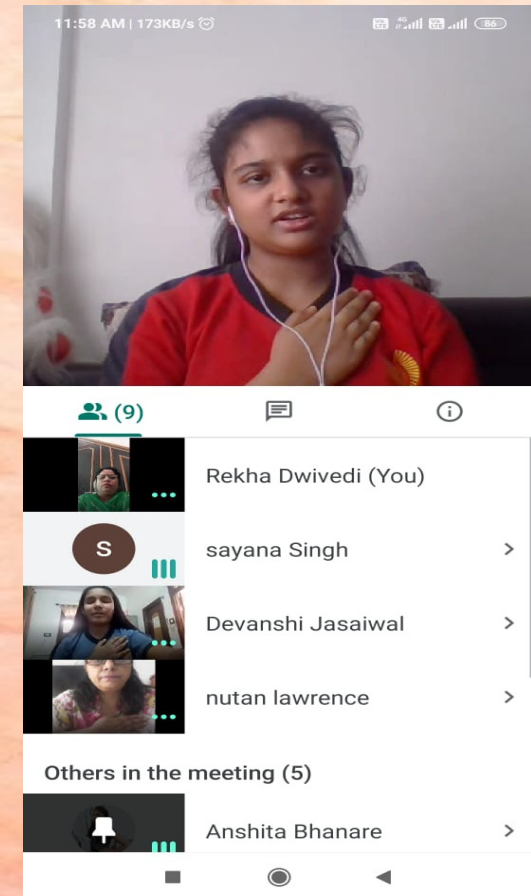 11:58 AM | 173KB/s
4G
86
(9)
Rekha Dwivedi (You)
S
sayana Singh
Devanshi Jasaiwal
nutan lawrence
Others in the meeting (5)
Anshita Bhanare